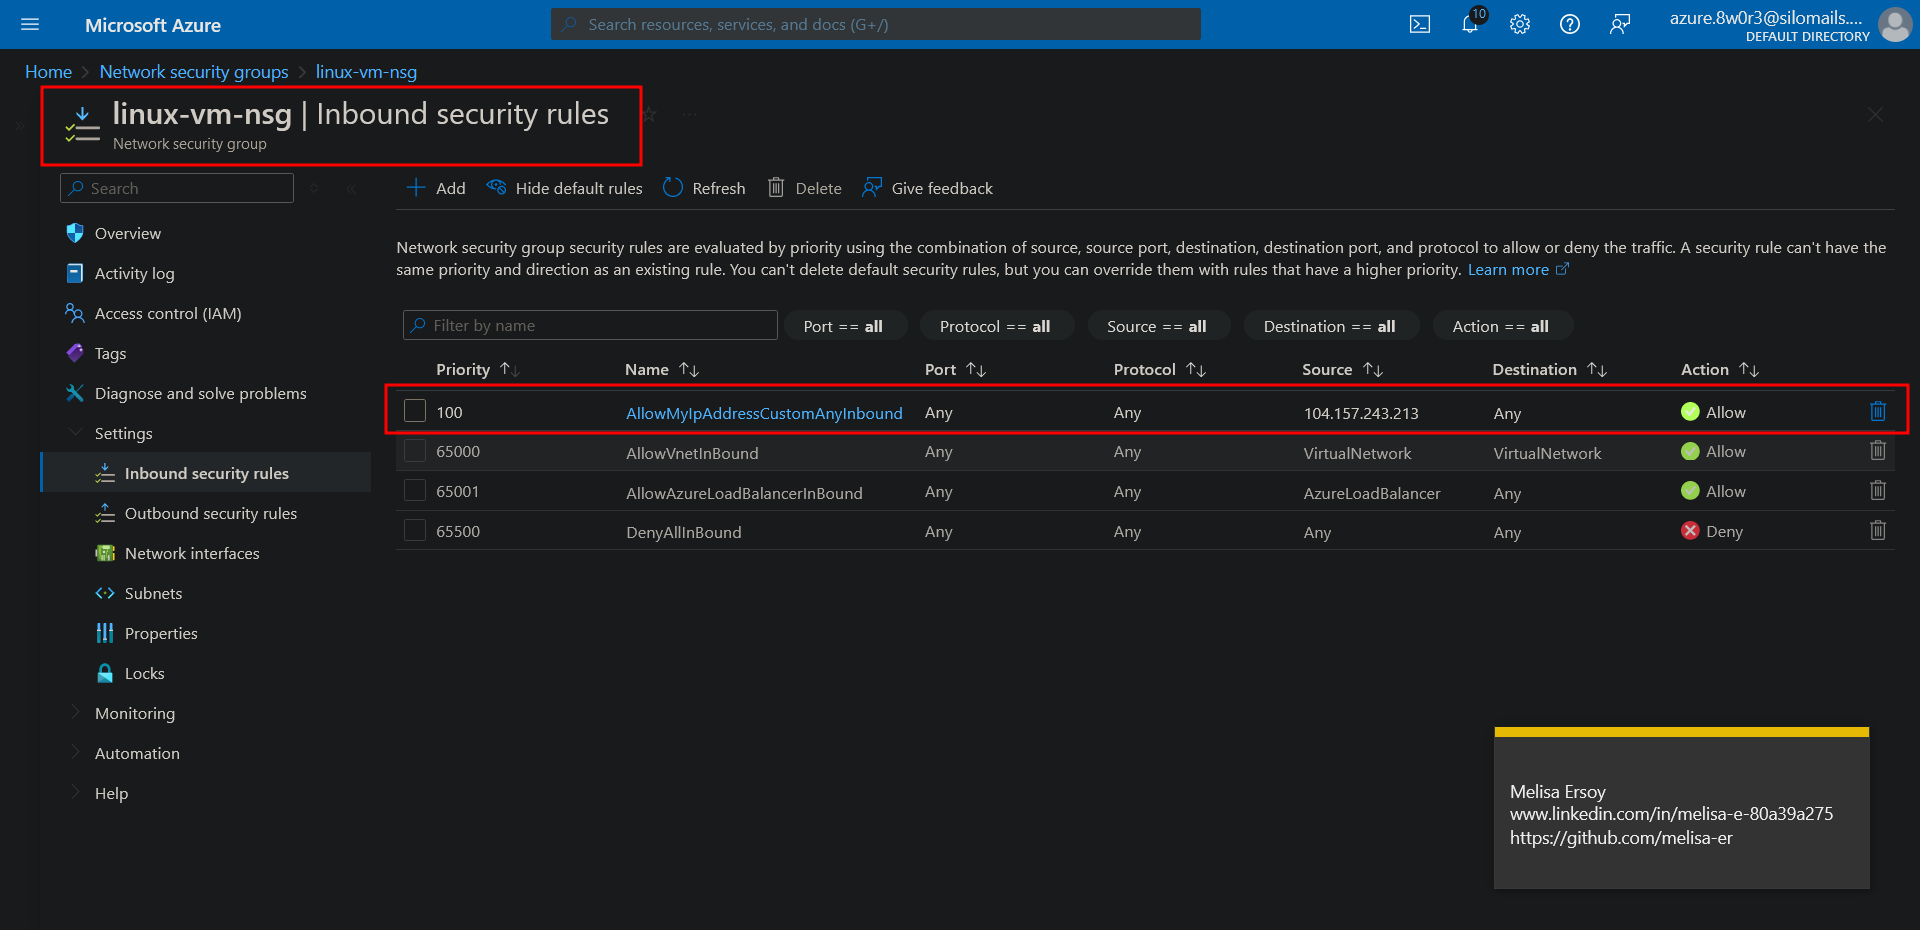 Microsoft Azure
Search resources, services, and docs (G+/)
10
azure.8w0r3@silomails....
DEFAULT DIRECTORY
Home > Network security groups > linux-vm-nsg
linux-vm-nsg | Inbound security rules
Network security group
Search
Add
Hide default rules
Refresh
Delete
Give feedback
Overview
Activity log
Access control (IAM)
Tags
Diagnose and solve problems
Settings
Inbound security rules
Outbound security rules
Network interfaces
Subnets
Properties
Locks
Monitoring
Automation
Help
Network security group security rules are evaluated by priority using the combination of source, source port, destination, destination port, and protocol to allow or deny the traffic. A security rule can't have the
same priority and direction as an existing rule. You can't delete default security rules, but you can override them with rules that have a higher priority. Learn more
Filter by name
Port == all
Protocol == all
Source == all
Destination == all
Action == all
Priority Name Port Protocol Source Destination Action
100 AllowMyIpAddressCustomAnyInbound Any Any 104.157.243.213 Any Allow
65000 AllowVnetInBound Any Any VirtualNetwork VirtualNetwork Allow
65001 AllowAzureLoadBalancerInBound Any Any AzureLoadBalancer Any Allow
65500 DenyAllInBound Any Any Any Any Deny
Melisa Ersoy
www.linkedin.com/in/melisa-e-80a39a275
https://github.com/melisa-er